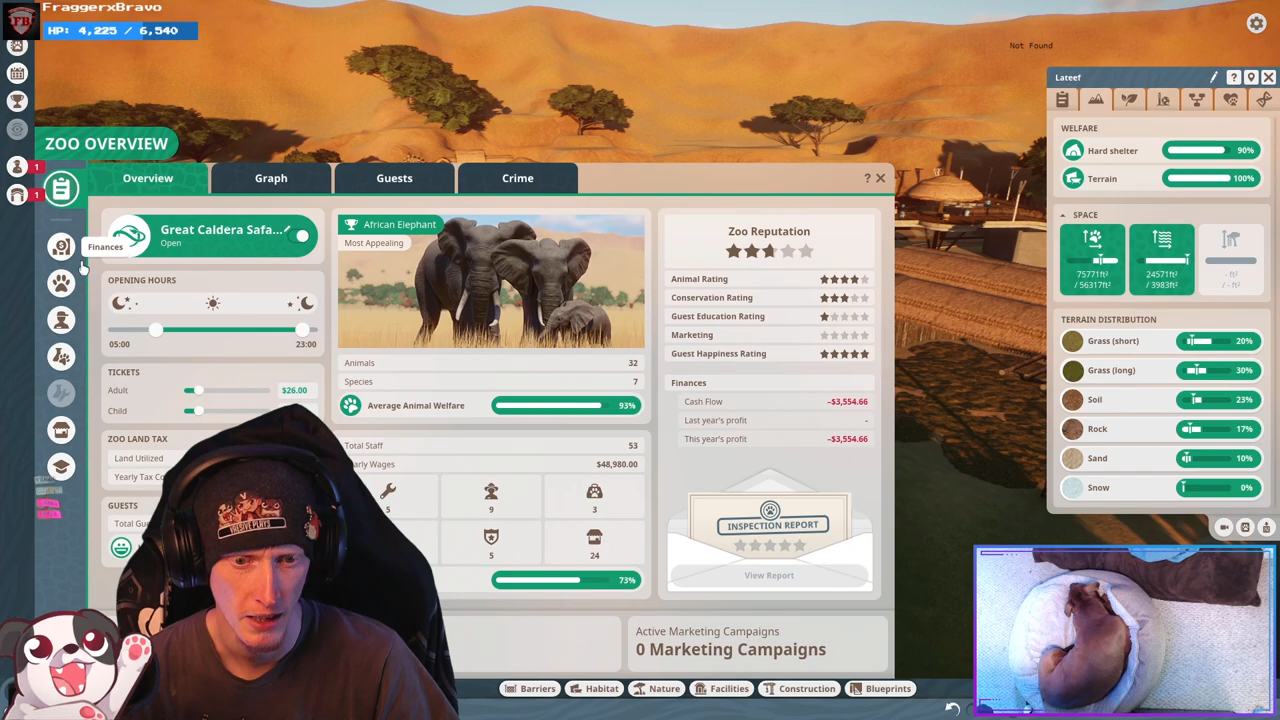 FraggerxBravo
FB
HP: 4,225 / 6,540
Not Found
ZOO OVERVIEW
1
1
Finances
Overview
Graph
Guests
Crime
?
Great Caldera Safa...
Open
OPENING HOURS
05:00
23:00
TICKETS
Adult
$26.00
Child
ZOO LAND TAX
Land Utilized
Yearly Tax Co
GUESTS
Total Gue
African Elephant
Most Appealing
Animals
32
Species
7
Average Animal Welfare
93%
Total Staff
53
early Wages
$48,980.00
5
9
3
5
24
73%
Zoo Reputation
Animal Rating
Conservation Rating
Guest Education Rating
Marketing
Guest Happiness Rating
Finances
Cash Flow
–$3,554.66
Last year's profit
-
This year's profit
–$3,554.66
INSPECTION REPORT
View Report
Active Marketing Campaigns
0 Marketing Campaigns
Barriers
Habitat
Nature
Facilities
Construction
Blueprints
Lateef
?
WELFARE
Hard shelter
90%
Terrain
100%
SPACE
75771ft²
/ 56317ft²
24571ft²
/ 3983ft²
- ft²
/ - ft²
TERRAIN DISTRIBUTION
Grass (short)
20%
Grass (long)
30%
Soil
23%
Rock
17%
Sand
10%
Snow
0%